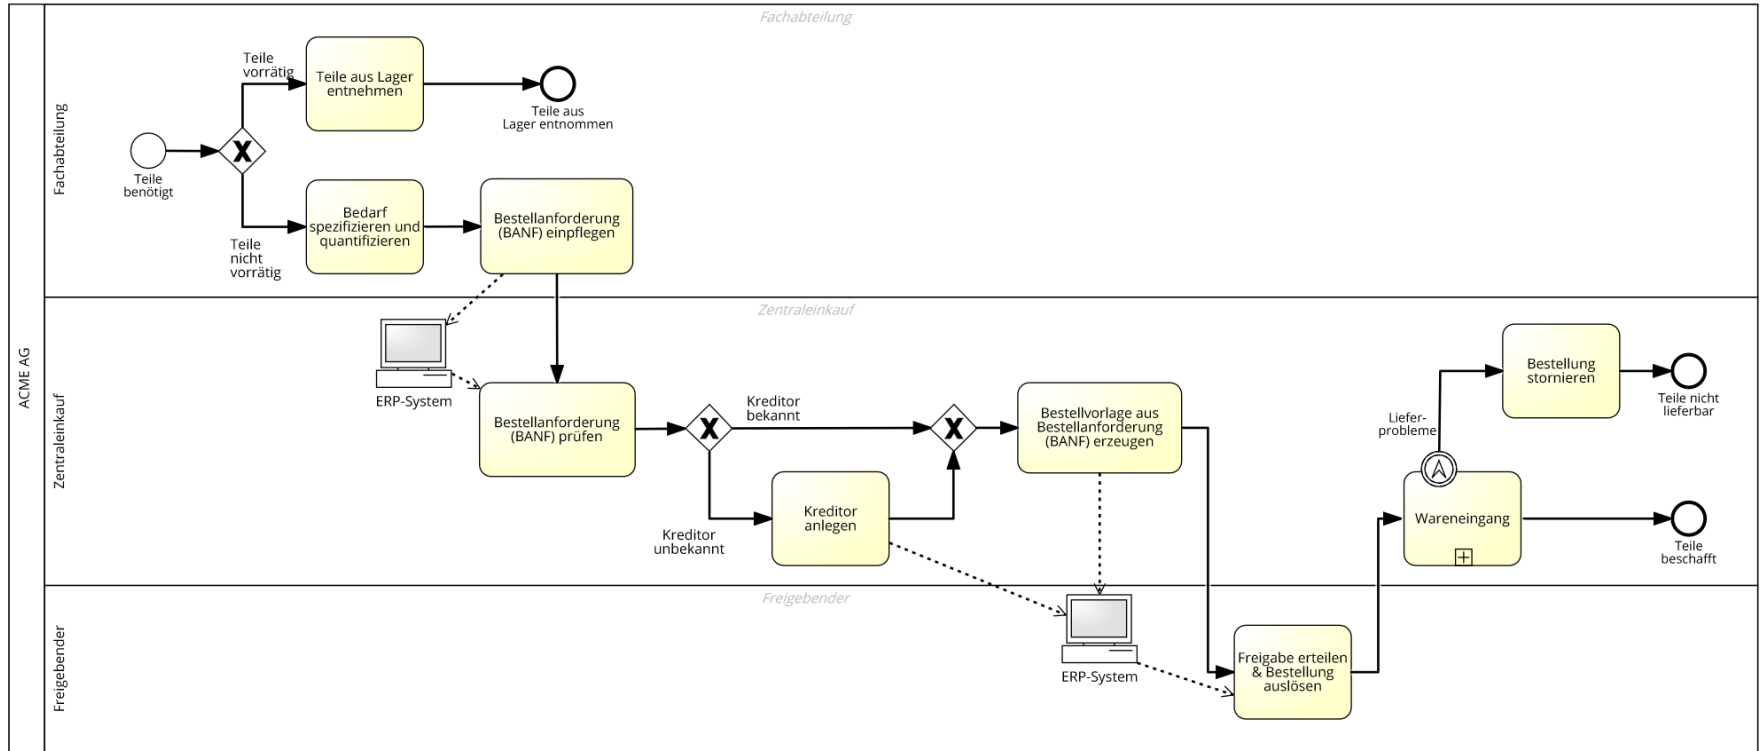 ACME AG
Fachabteilung
Fachabteilung
Teile
benötigt
Teile
vorrätig
Teile aus Lager
entnehmen
Teile aus
Lager entnommen
Teile
nicht
vorrätig
Bedarf
spezifizieren und
quantifizieren
Bestellanforderung
(BANF) einpflegen
Zentraleinkauf
Zentraleinkauf
ERP-System
Bestellanforderung
(BANF) prüfen
Kreditor
bekannt
Kreditor
unbekannt
Kreditor
anlegen
Bestellvorlage aus
Bestellanforderung
(BANF) erzeugen
Liefer-
probleme
Bestellung
stornieren
Teile nicht
lieferbar
Wareneingang
Teile
beschafft
Freigebender
Freigebender
ERP-System
Freigabe erteilen
& Bestellung
auslösen